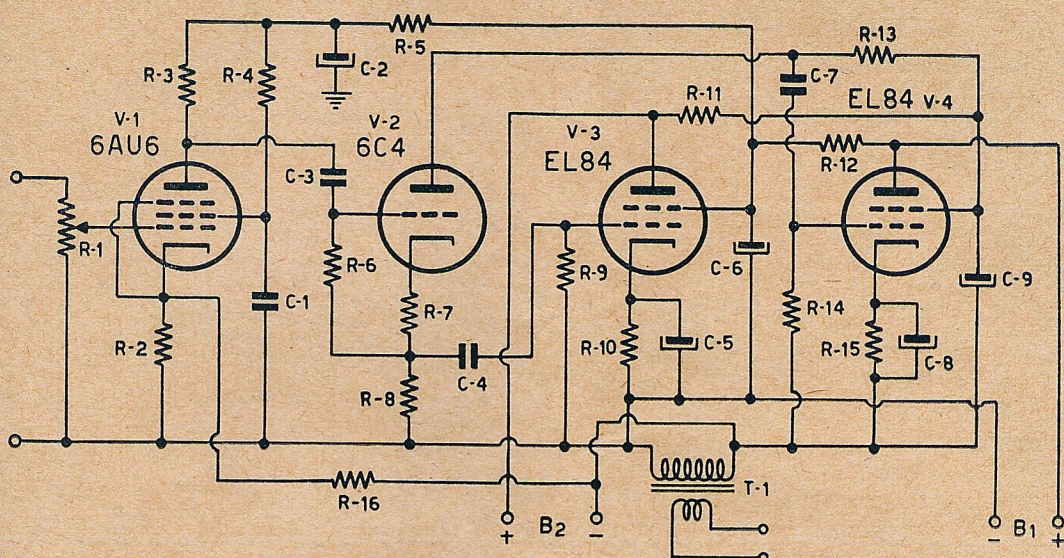 R-5
R-13
R-3
R-4
C-2
C-7
R-11
EL84 V-4
V-1
6AU6
V-2
6C4
V-3
EL84
R-12
C-3
R-1
R-6
R-9
C-6
C-9
C-1
R-7
R-14
R-2
R-10
C-5
R-15
C-8
C-4
R-8
T-1
R-16
+ B2 −
− B1 +